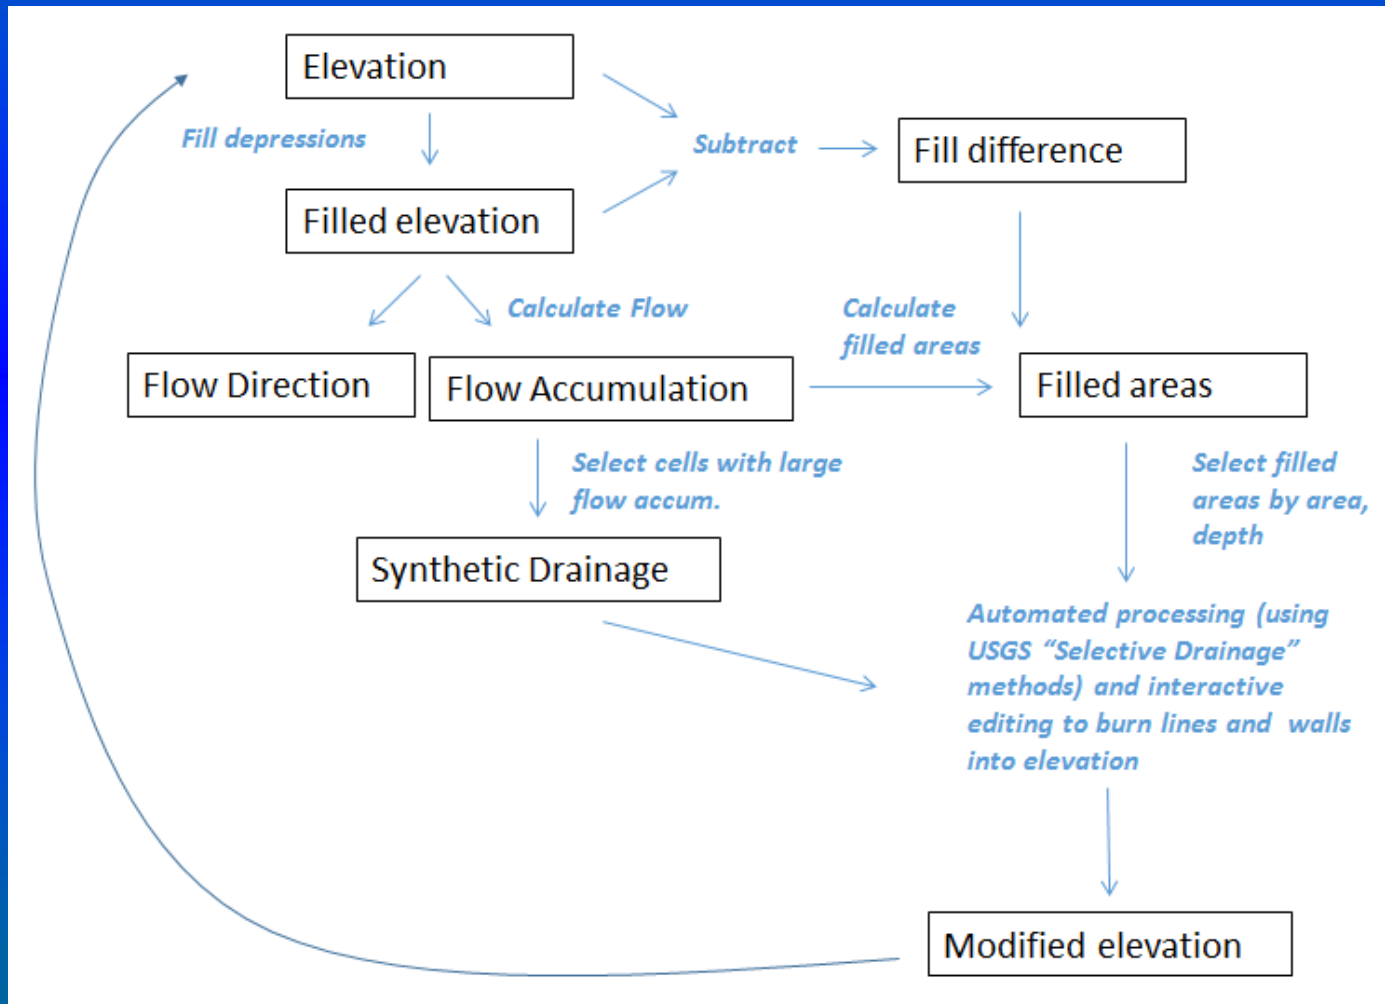 Elevation
Fill depressions
Subtract
Fill difference
Filled elevation
Calculate Flow
Calculate
filled areas
Flow Direction
Flow Accumulation
Filled areas
Select cells with large
flow accum.
Select filled
areas by area,
depth
Synthetic Drainage
Automated processing (using
USGS “Selective Drainage”
methods) and interactive
editing to burn lines and  walls
into elevation
Modified elevation